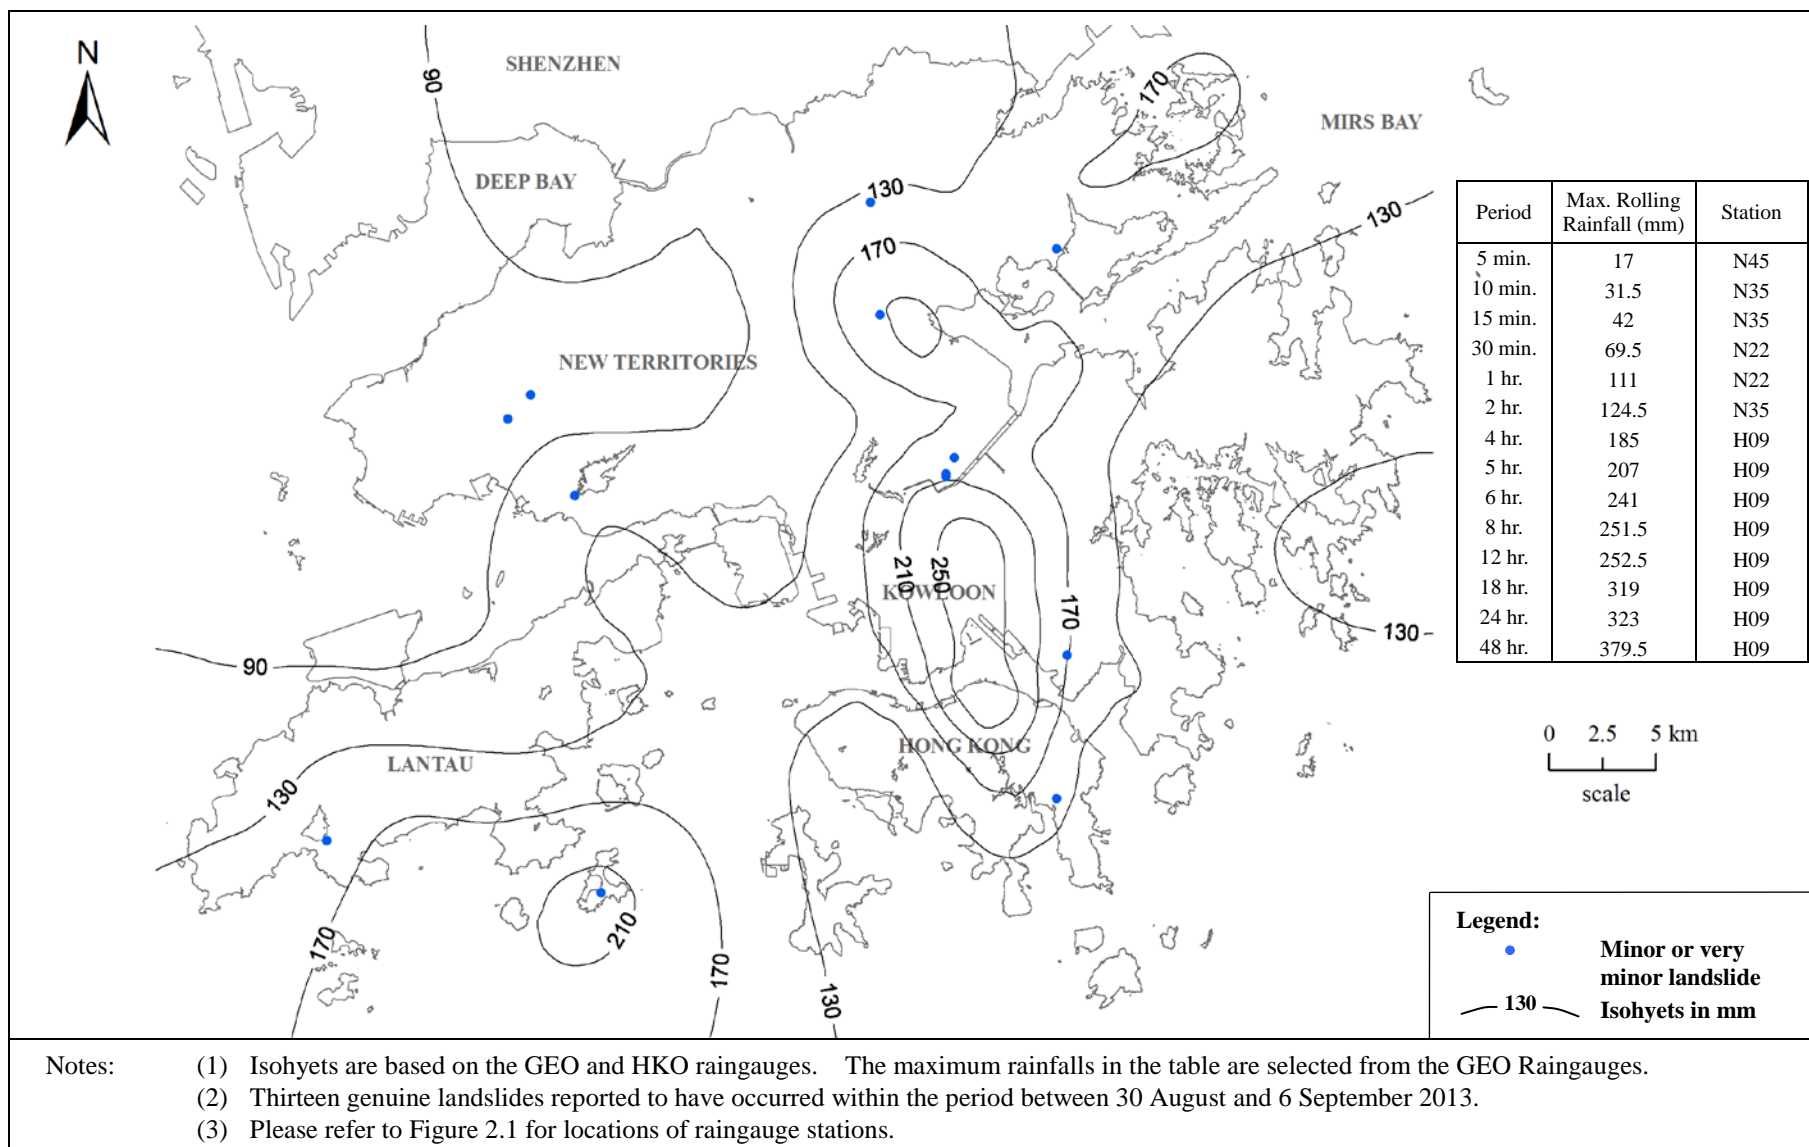 N
SHENZHEN
90
170
MIRS BAY
DEEP BAY
130
130
170
NEW TERRITORIES
210
250
KOWLOON
170
130
90
HONG KONG
LANTAU
130
170
210
170
130
Period Max. Rolling Rainfall (mm) Station
5 min. 17 N45
10 min. 31.5 N35
15 min. 42 N35
30 min. 69.5 N22
1 hr. 111 N22
2 hr. 124.5 N35
4 hr. 185 H09
5 hr. 207 H09
6 hr. 241 H09
8 hr. 251.5 H09
12 hr. 252.5 H09
18 hr. 319 H09
24 hr. 323 H09
48 hr. 379.5 H09
0 2.5 5 km
scale
Legend:
Minor or very
minor landslide
130 Isohyets in mm
Notes: (1) Isohyets are based on the GEO and HKO raingauges. The maximum rainfalls in the table are selected from the GEO Raingauges.
(2) Thirteen genuine landslides reported to have occurred within the period between 30 August and 6 September 2013.
(3) Please refer to Figure 2.1 for locations of raingauge stations.